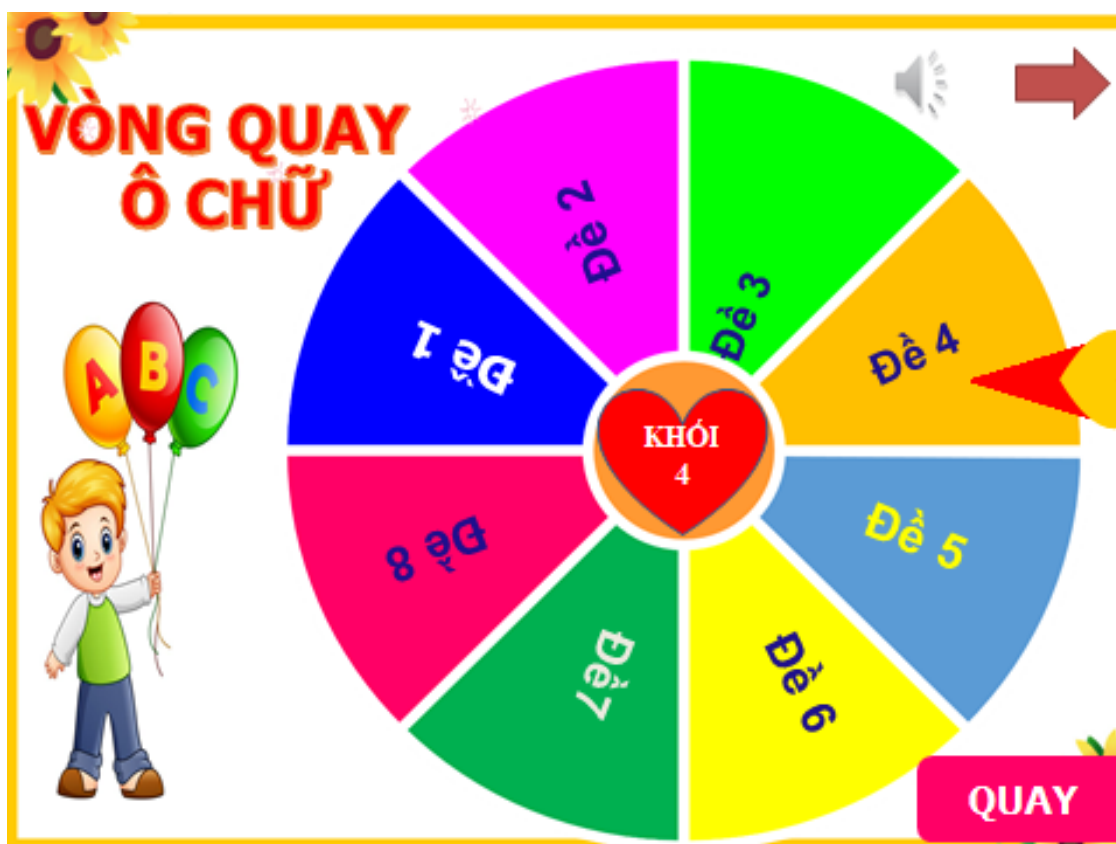 VÒNG QUAY
Ô CHỮ
Đề 1
Đề 2
Đề 3
Đề 4
Đề 5
Đề 6
Đề7
Đề 8
KHÓI
4
A
B
C
QUAY